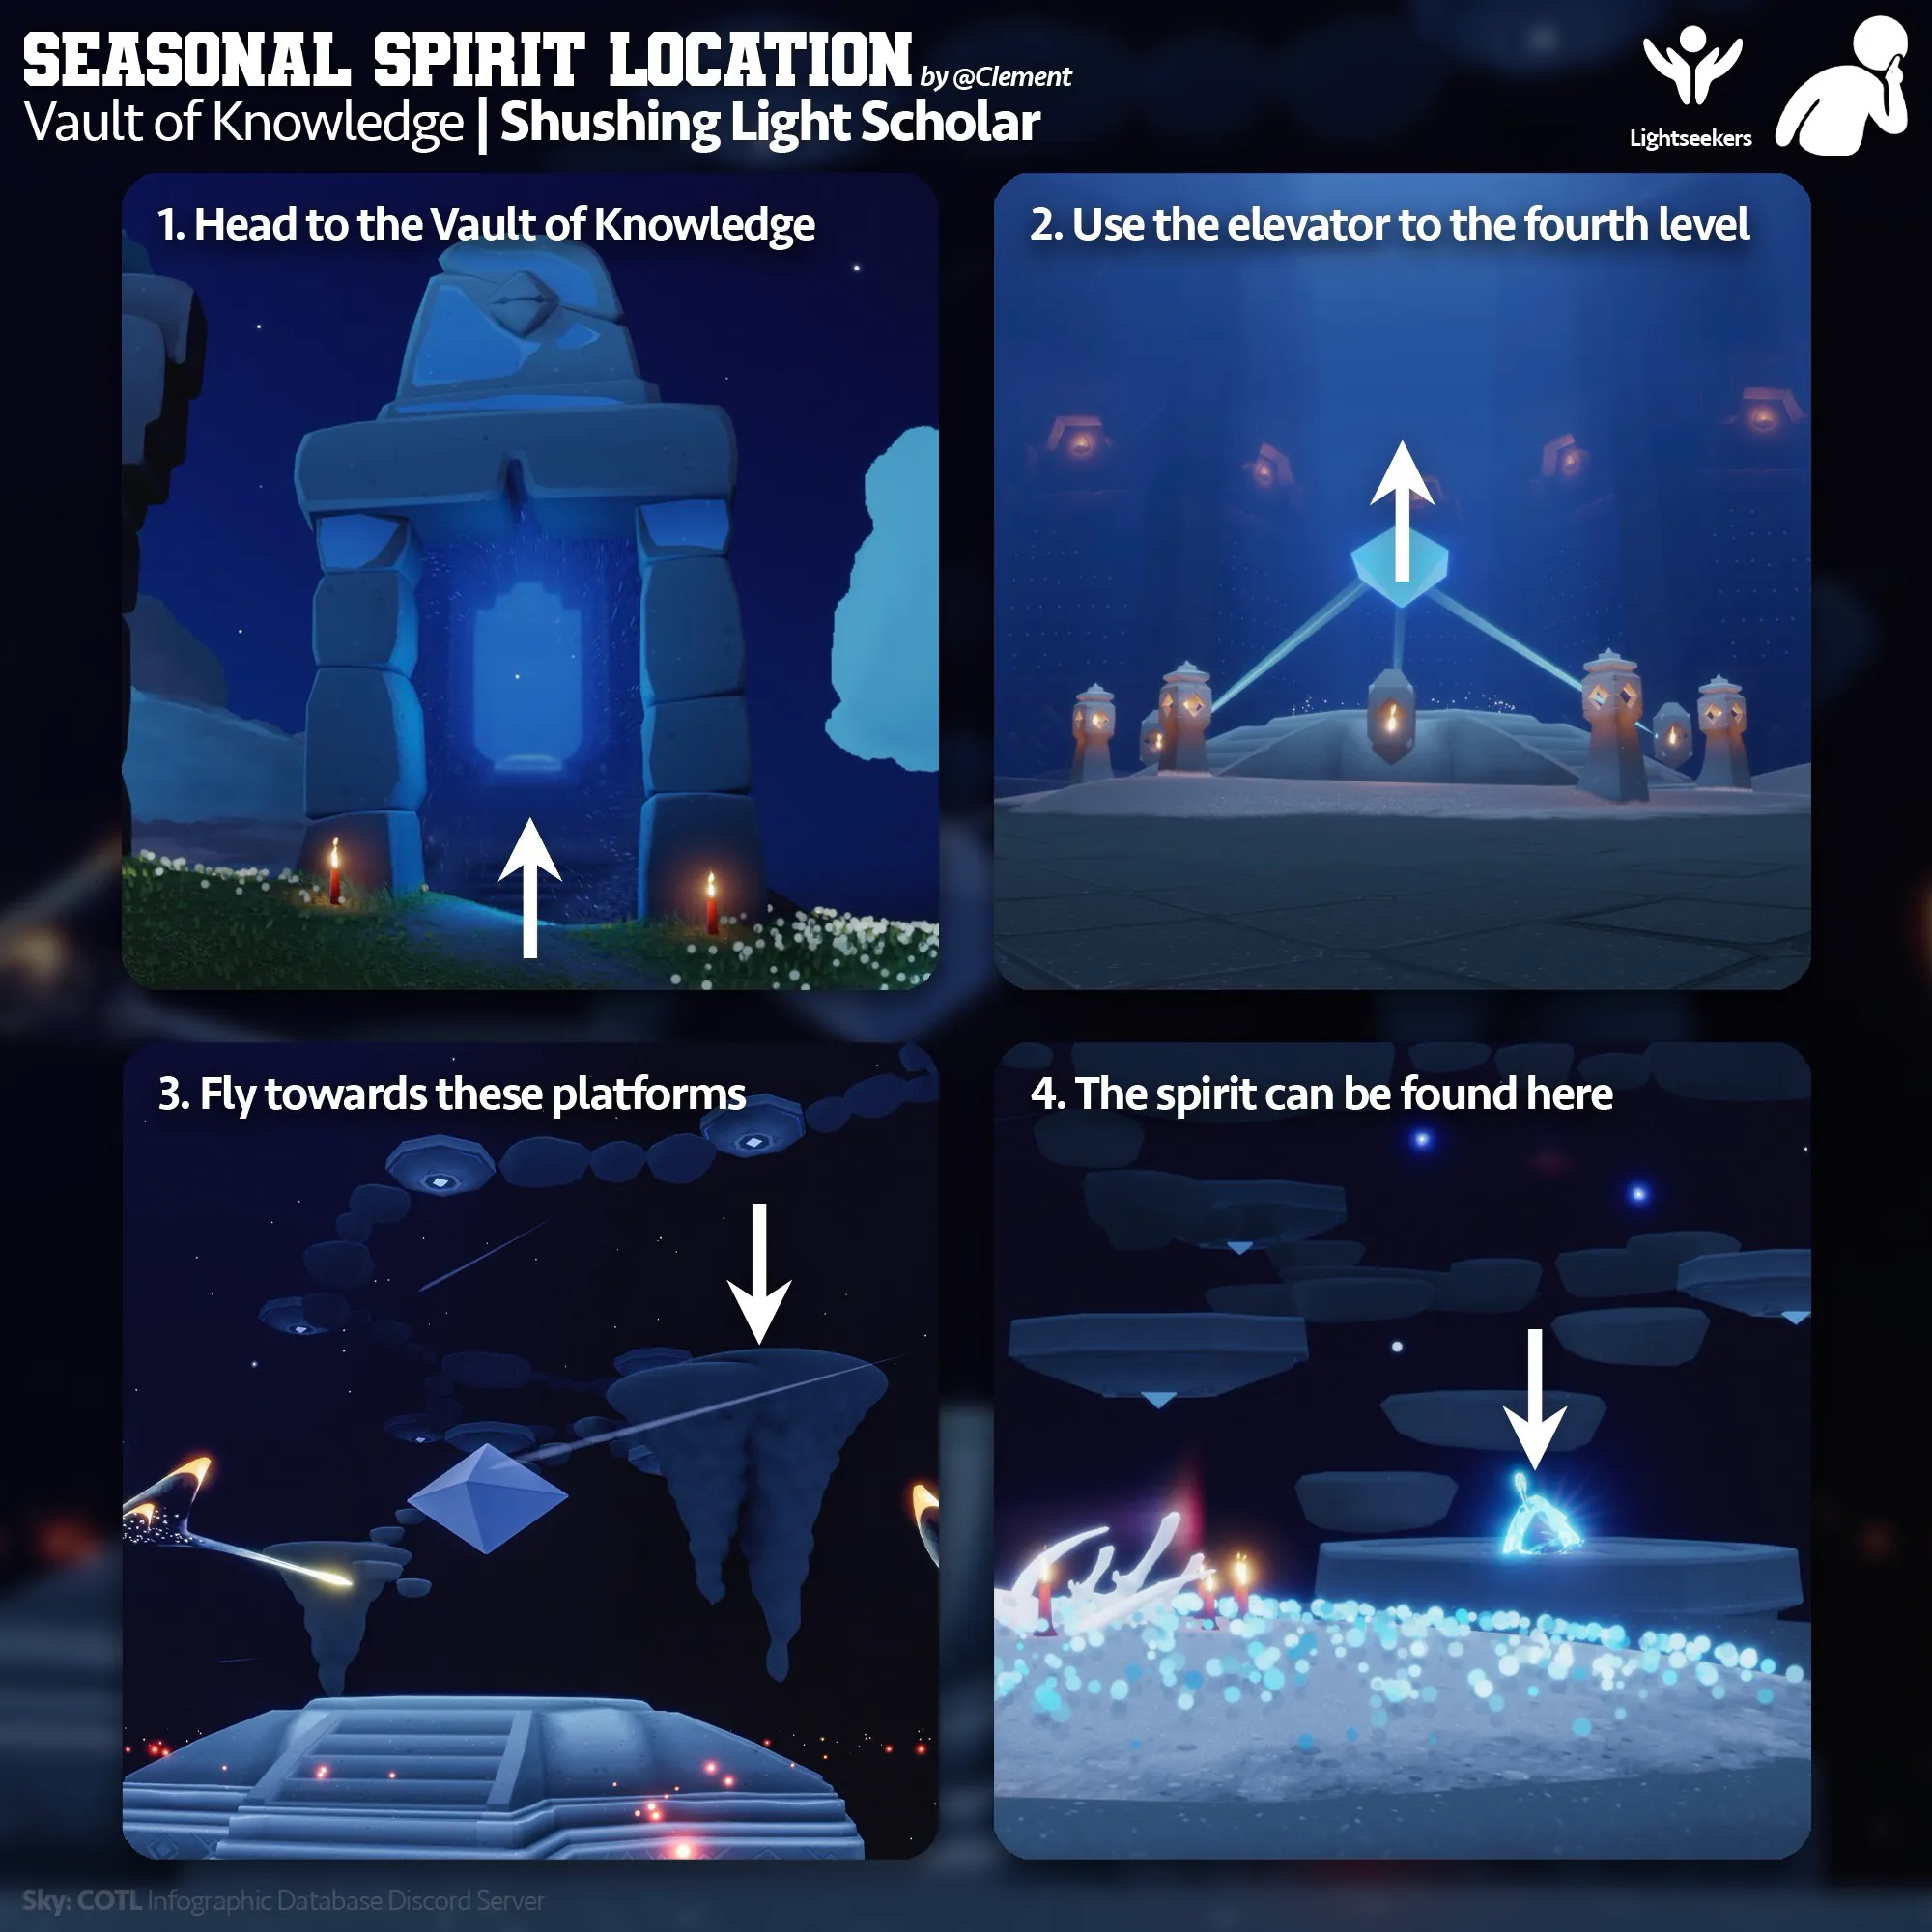 SEASONAL SPIRIT LOCATION by @Clement
Vault of Knowledge | Shushing Light Scholar
Lightseekers
1. Head to the Vault of Knowledge
2. Use the elevator to the fourth level
3. Fly towards these platforms
4. The spirit can be found here
Sky: COTL Infographic Database Discord Server